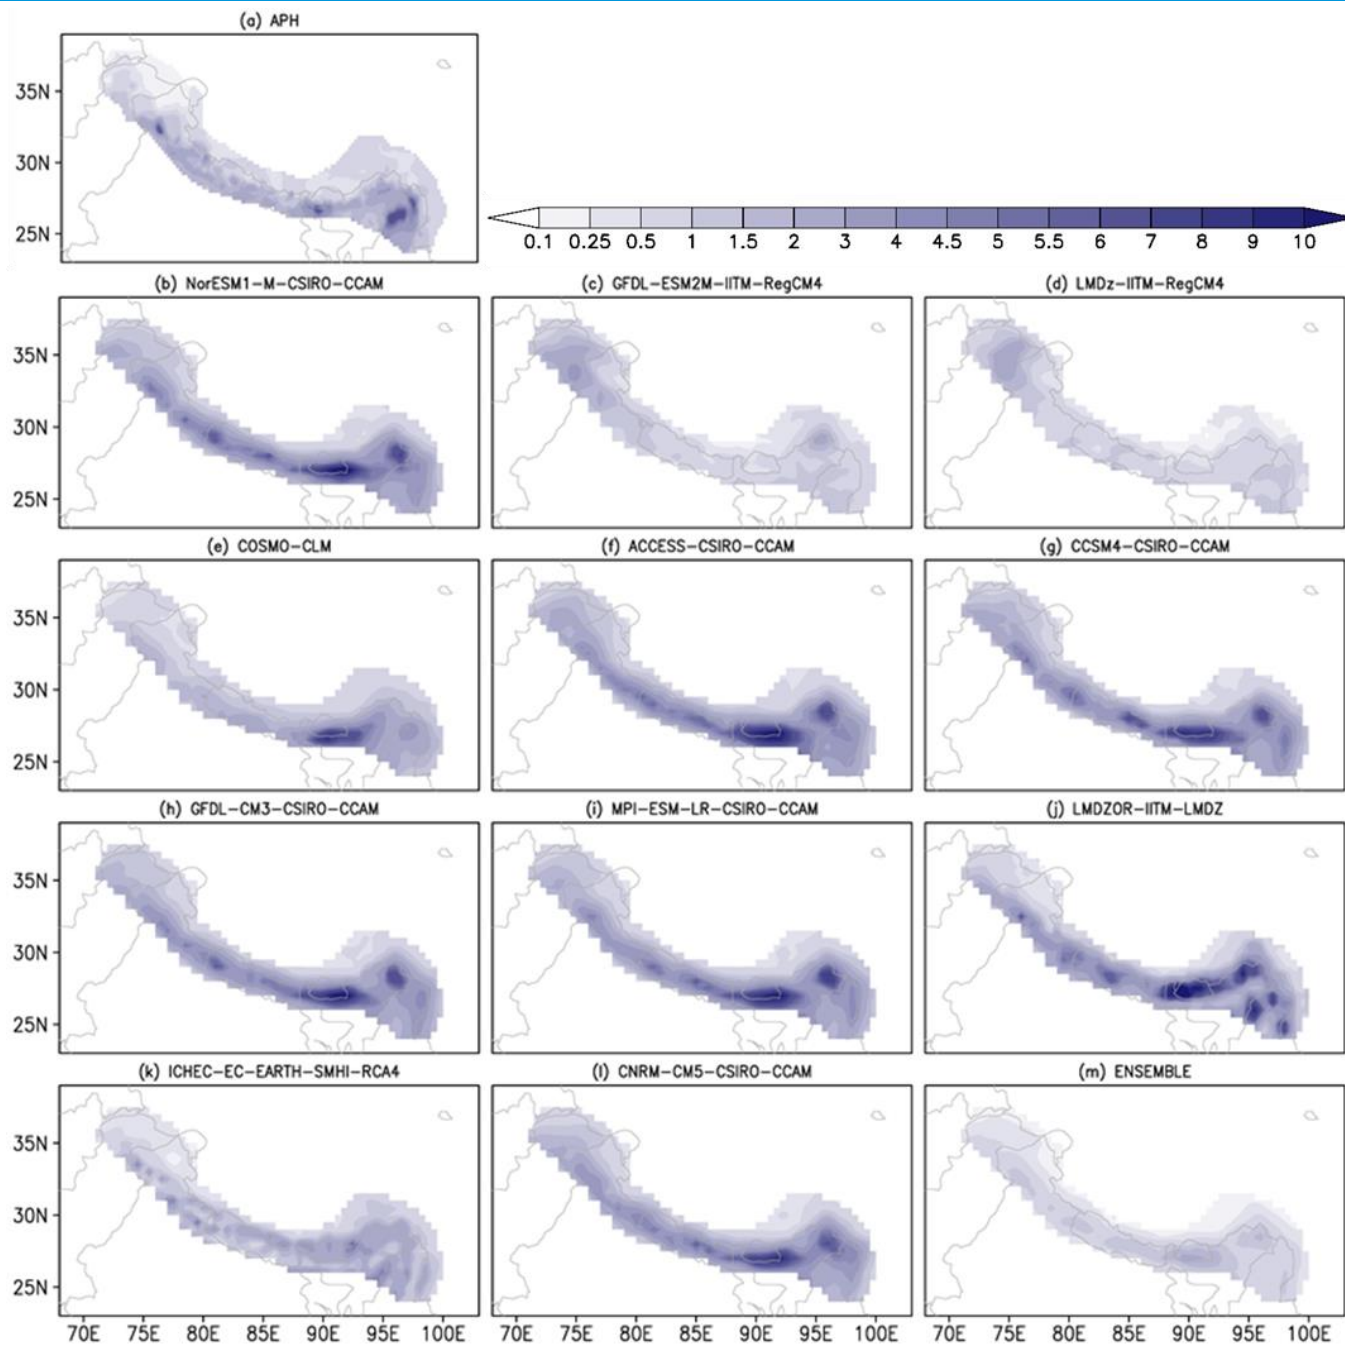 (a) APH
35N
30N
25N
0.1 0.25 0.5 1 1.5 2 3 4 4.5 5 5.5 6 7 8 9 10
(b) NorESM1-M-CSIRO-CCAM (c) GFDL-ESM2M-IITM-RegCM4 (d) LMDz-IITM-RegCM4
35N
30N
25N
(e) COSMO-CLM (f) ACCESS-CSIRO-CCAM (g) CCSM4-CSIRO-CCAM
35N
30N
25N
(h) GFDL-CM3-CSIRO-CCAM (i) MPI-ESM-LR-CSIRO-CCAM (j) LMDZOR-IITM-LMDZ
35N
30N
25N
(k) ICHEC-EC-EARTH-SMHI-RCA4 (l) CNRM-CM5-CSIRO-CCAM (m) ENSEMBLE
35N
30N
25N
70E 75E 80E 85E 90E 95E 100E 70E 75E 80E 85E 90E 95E 100E 70E 75E 80E 85E 90E 95E 100E